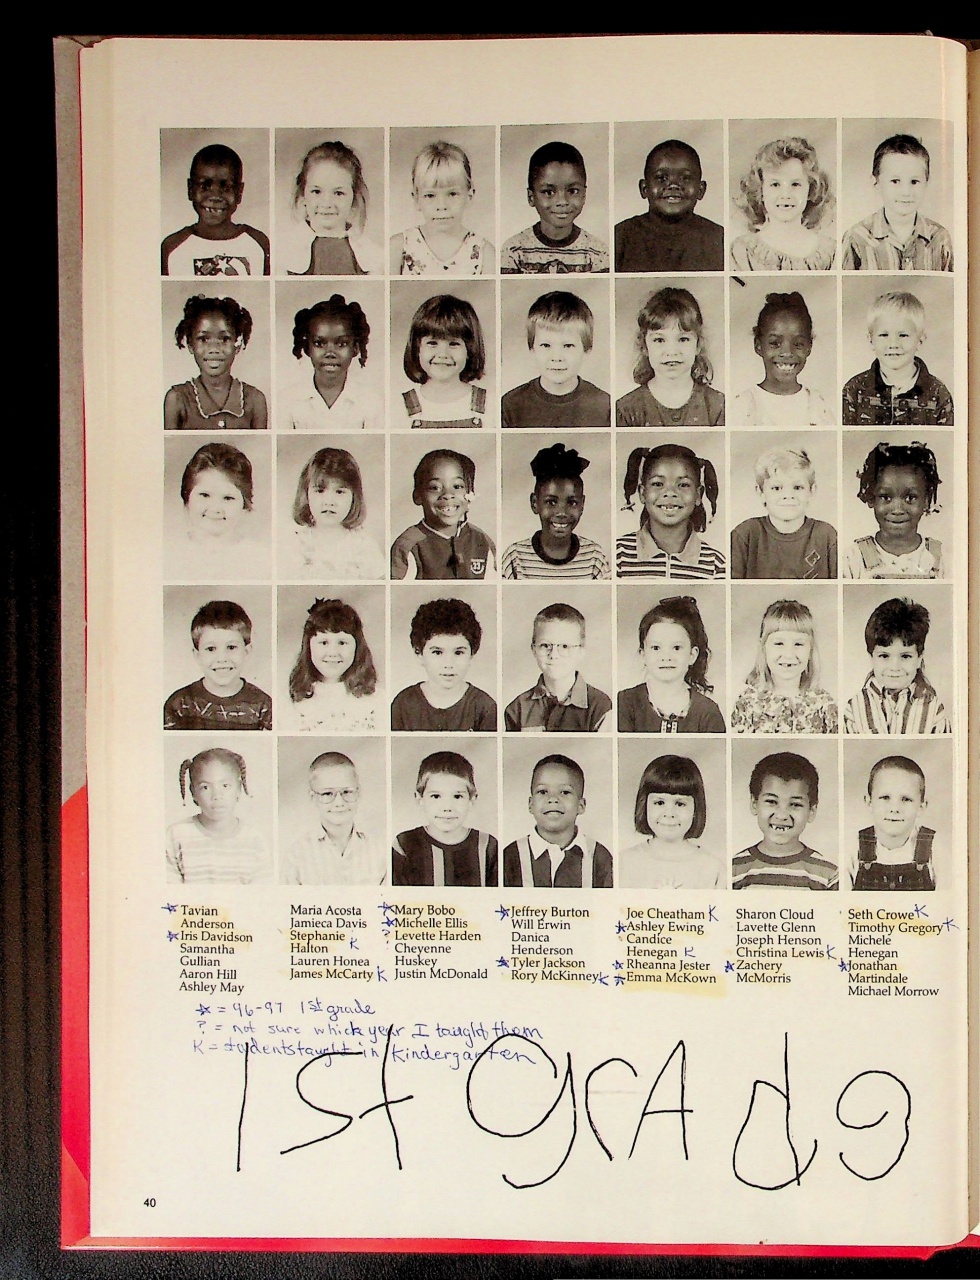 ☆ Tavian
Anderson
☆ Iris Davidson
Samantha
Gullian
Aaron Hill
Ashley May
Maria Acosta
Jamieca Davis
Stephanie
Halton K
Lauren Honea
James McCarty K
☆ Mary Bobo
☆ Michelle Ellis
? Levette Harden
Cheyenne
Huskey
Justin McDonald
☆ Jeffrey Burton
Will Erwin
Danica
Henderson
☆ Tyler Jackson
Rory McKinney K
Joe Cheatham K
☆ Ashley Ewing
Candice
Henegan K
☆ Rheanna Jester
☆ Emma McKown
Sharon Cloud
Lavette Glenn
Joseph Henson
Christina Lewis K
☆ Zachery
McMorris
Seth Crowe K
Timothy Gregory K
Michele
Henegan
☆ Jonathan
Martindale
Michael Morrow
☆ = 96-97 1st grade
? = not sure which year I taught them
K = students taught in kindergarten
1st grAde
40